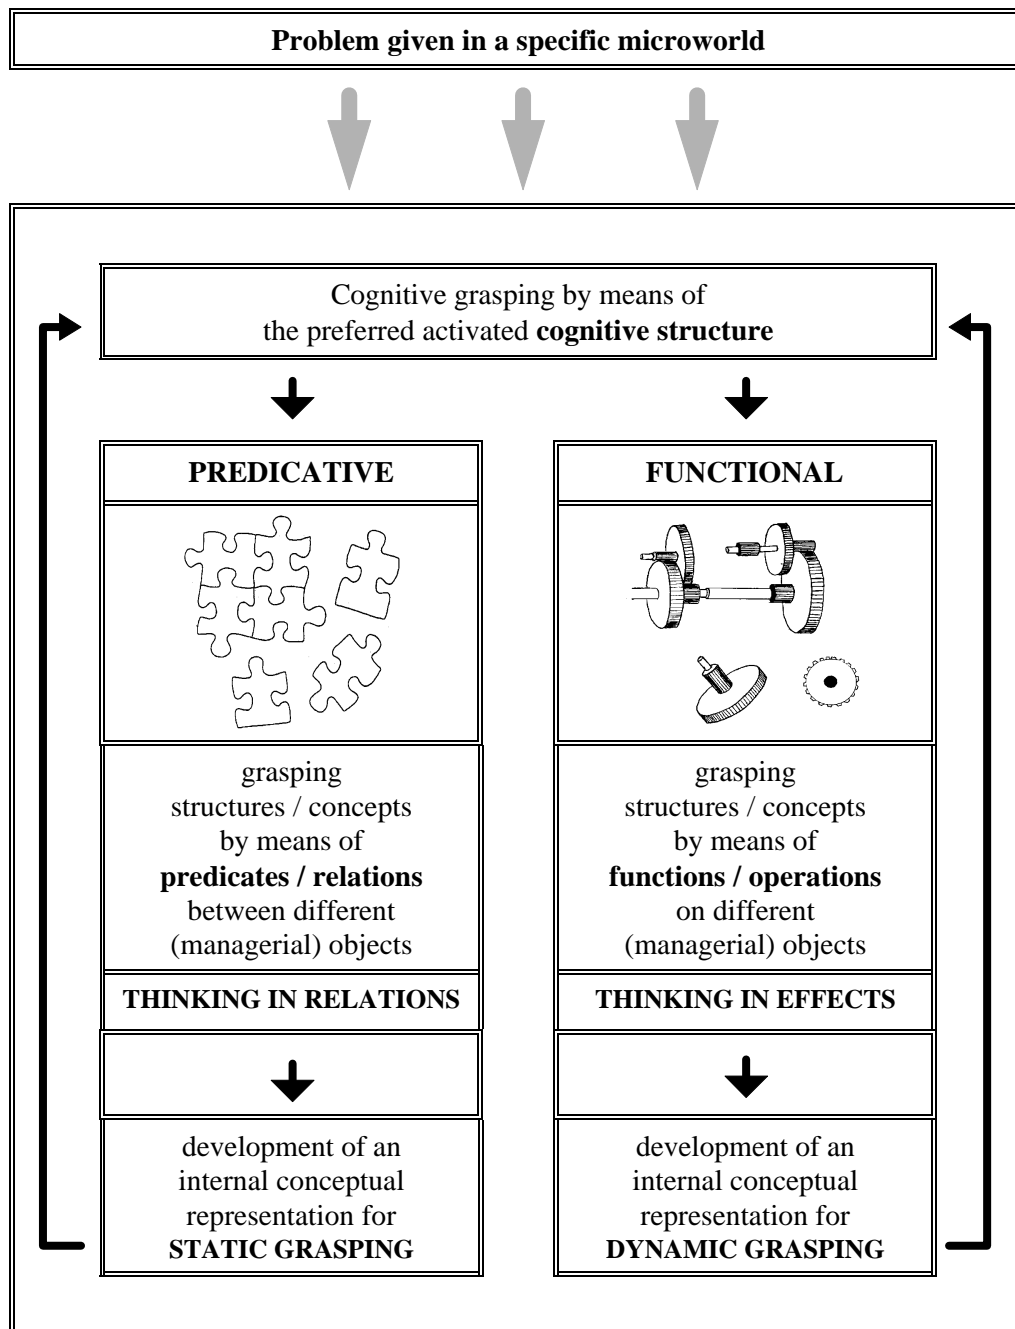 Problem given in a specific microworld
Cognitive grasping by means of
the preferred activated cognitive structure
PREDICATIVE
grasping
structures / concepts
by means of
predicates / relations
between different
(managerial) objects
THINKING IN RELATIONS
development of an
internal conceptual
representation for
STATIC GRASPING
FUNCTIONAL
grasping
structures / concepts
by means of
functions / operations
on different
(managerial) objects
THINKING IN EFFECTS
development of an
internal conceptual
representation for
DYNAMIC GRASPING